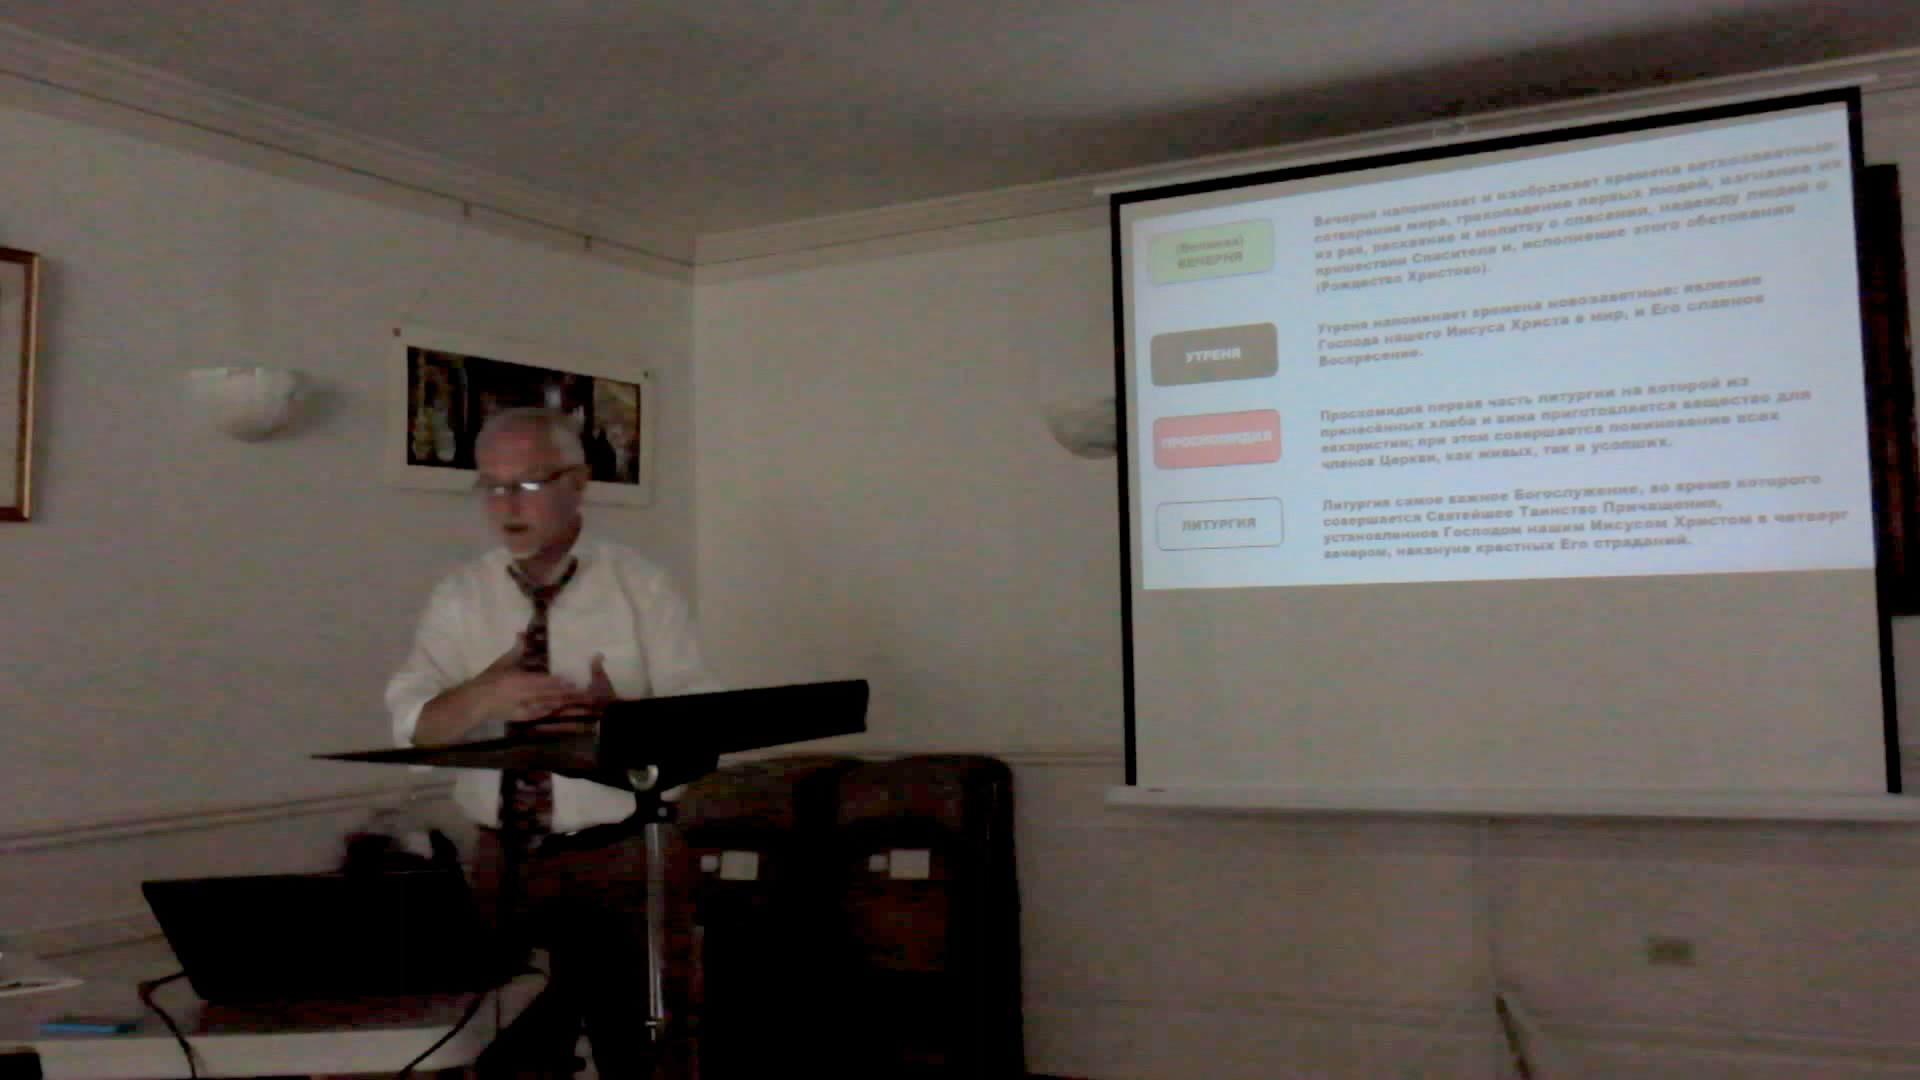 (Великая)
ВЕЧЕРНЯ
Вечерня напоминает и изображает времена ветхозаветные:
сотворение мира, грехопадение первых людей, изгнание их
из рая, раскаяние и молитву о спасении, надежду людей о
пришествии Спасителя и, исполнение этого обетования
(Рождество Христово).
УТРЕНЯ
Утреня напоминает времена новозаветные: явление
Господа нашего Иисуса Христа в мир, и Его славное
Воскресение.
ПРОСКОМИДИЯ
Проскомидия первая часть литургии на которой из
принесённых хлеба и вина приготовляется вещество для
евхаристии; при этом совершается поминовение всех
членов Церкви, как живых, так и усопших.
ЛИТУРГИЯ
Литургия самое важное Богослужение, во время которого
совершается Святейшее Таинство Причащения,
установленное Господом нашим Иисусом Христом в четверг
вечером, накануне крестных Его страданий.